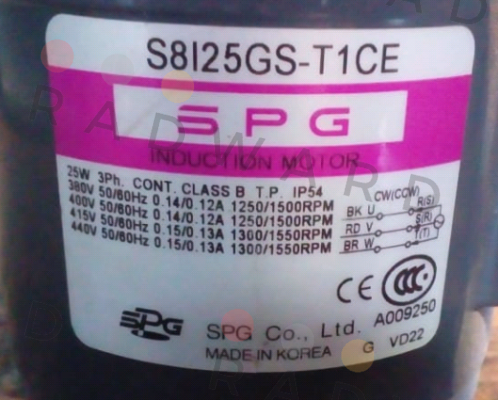 S8I25GS-T1CE
SPG
INDUCTION MOTOR
25W 3Ph. CONT. CLASS B T.P. IP54
380V 50/60Hz 0.14/0.12A 1250/1500RPM
400V 50/60Hz 0.14/0.12A 1250/1500RPM
415V 50/60Hz 0.15/0.13A 1300/1550RPM
440V 50/60Hz 0.15/0.13A 1300/1550RPM
CW(CCW)
BK U R(S)
RD V S(R)
BR W T(T)
CE CCC
A009250
SPG SPG Co., Ltd.
MADE IN KOREA G VD22
RADWARD